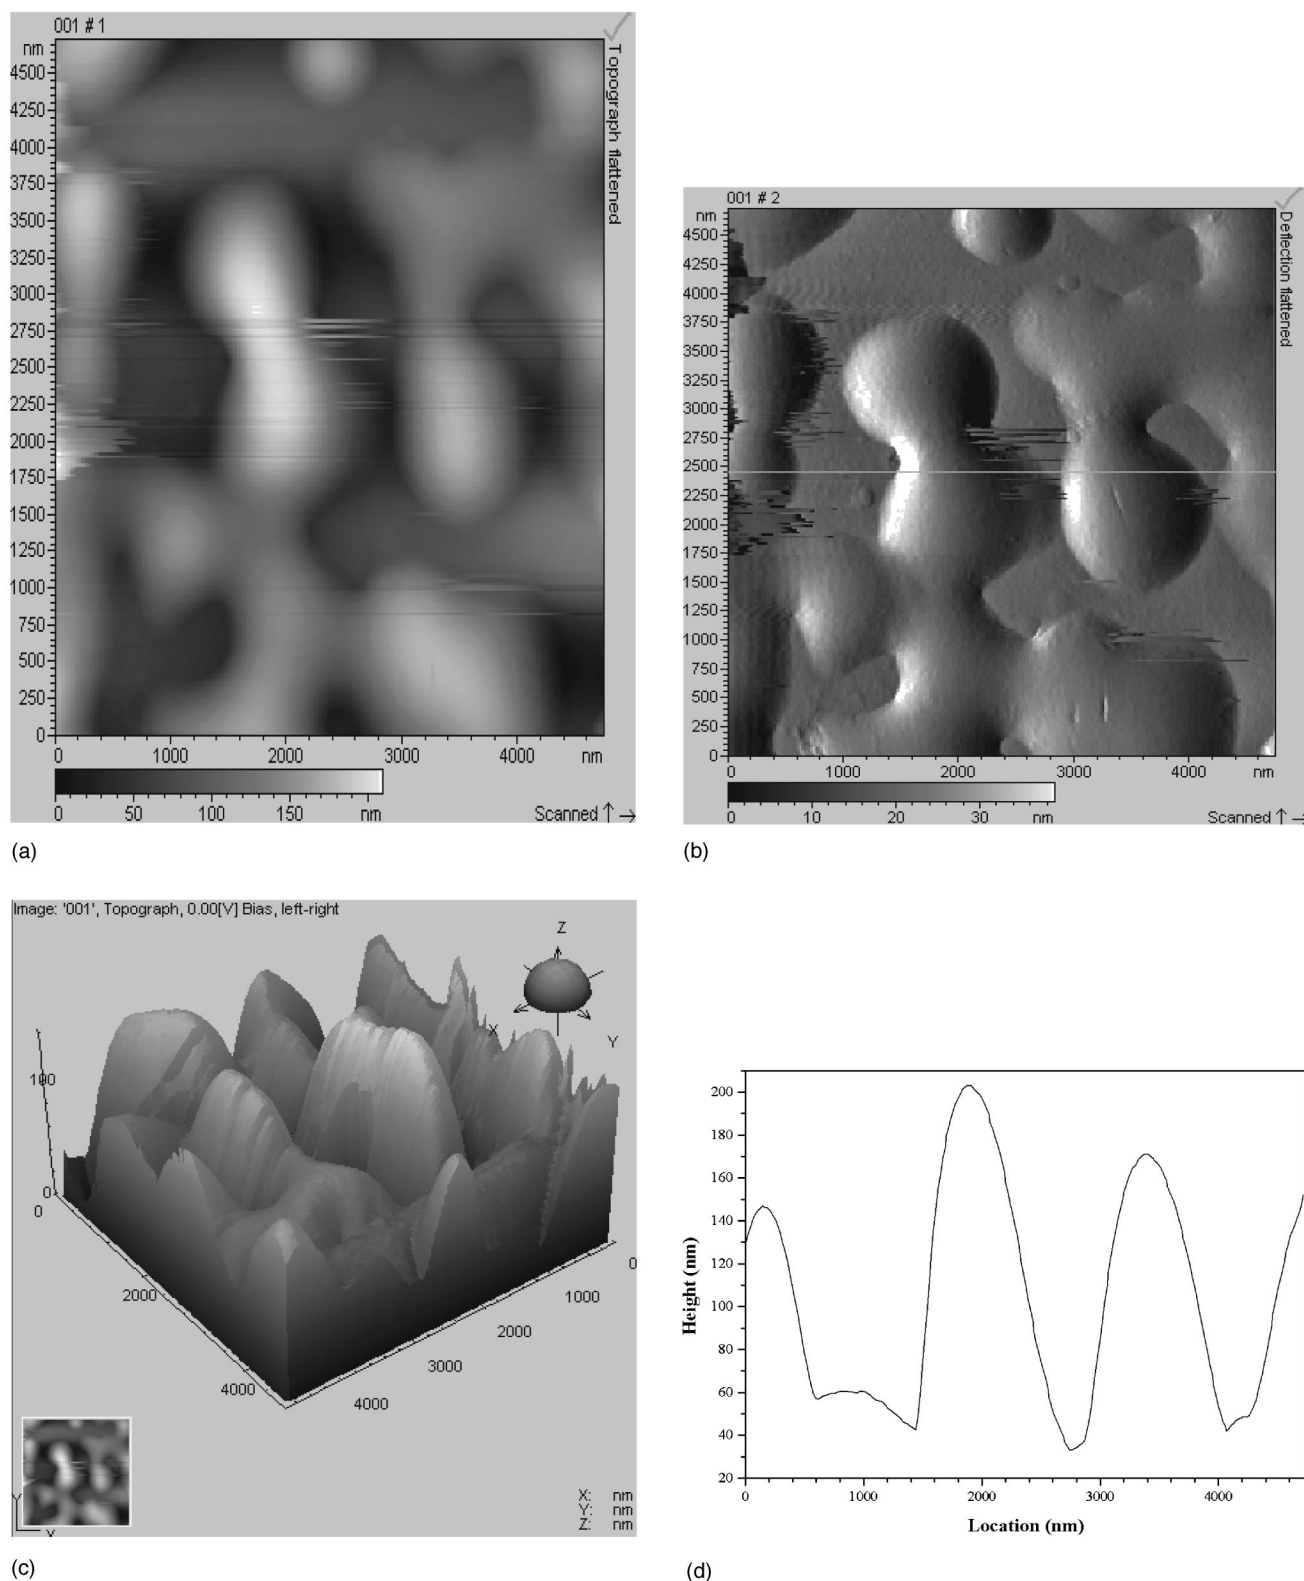 001 # 1
nm
4500
4250
4000
3750
3500
3250
3000
2750
2500
2250
2000
1750
1500
1250
1000
750
500
250
0
0 1000 2000 3000 4000 nm
0 50 100 150 nm
Scanned
Topograph flattened
(a)
001 # 2
nm
4500
4250
4000
3750
3500
3250
3000
2750
2500
2250
2000
1750
1500
1250
1000
750
500
250
0
0 1000 2000 3000 4000 nm
0 10 20 30 nm
Scanned
Deflection flattened
(b)
Image: '001', Topograph, 0.00[V] Bias, left-right
Z
X
Y
100
0
0
2000
4000
4000
3000
2000
1000
0
Y
X
X: nm
Y: nm
Z: nm
(c)
200
180
160
140
120
100
80
60
40
20
0 1000 2000 3000 4000
Height (nm)
Location (nm)
(d)